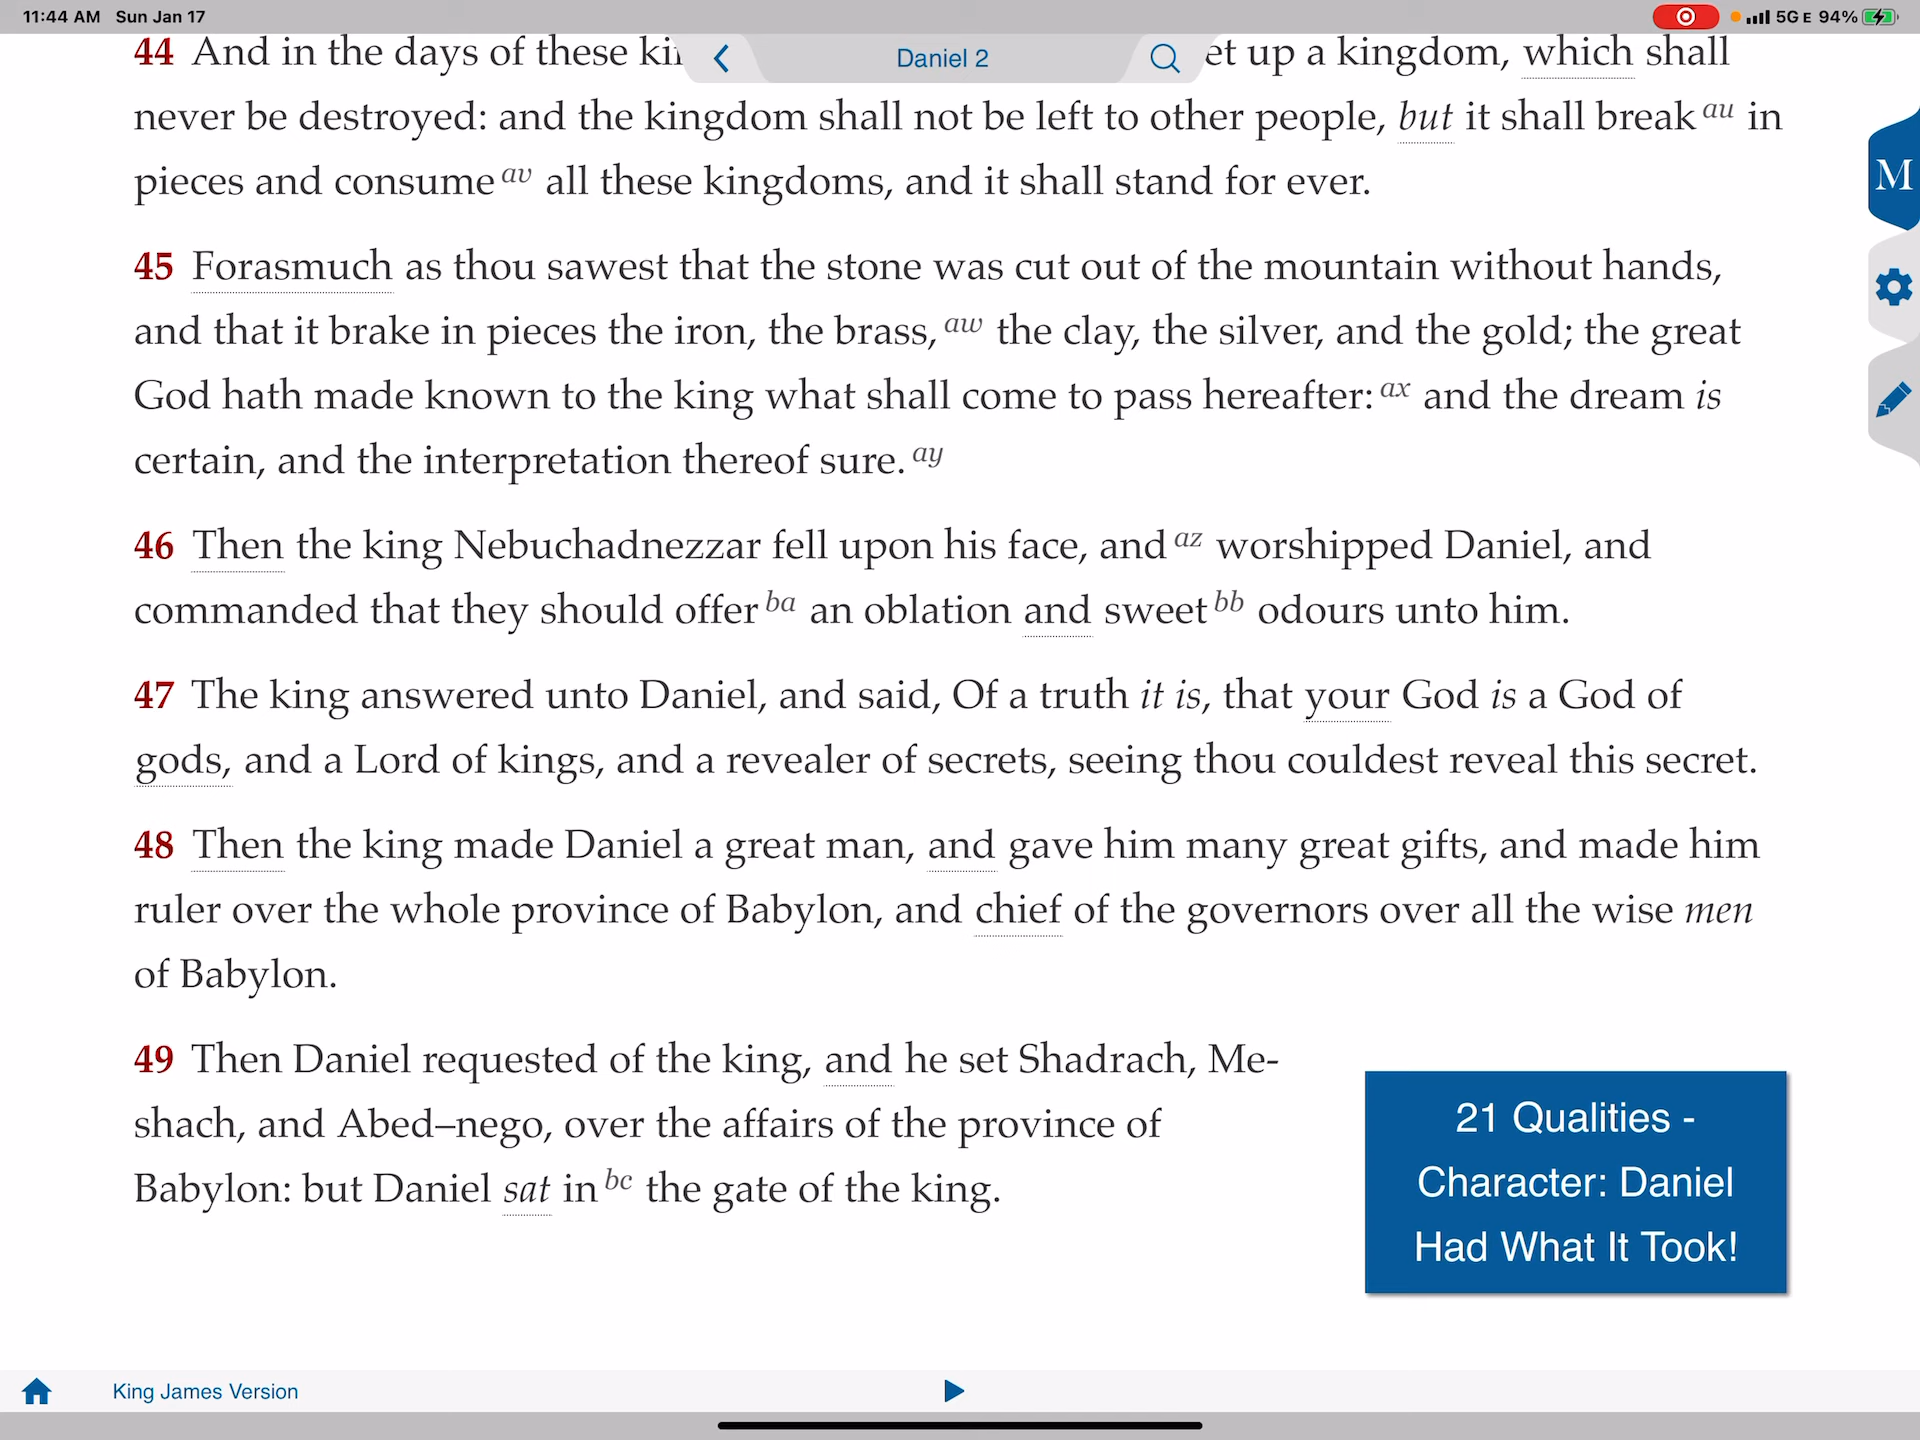 11:44 AM Sun Jan 17
5G E 94%
Daniel 2
44 And in the days of these et up a kingdom, which shall
never be destroyed: and the kingdom shall not be left to other people, but it shall break au in
pieces and consume av all these kingdoms, and it shall stand for ever.
45 Forasmuch as thou sawest that the stone was cut out of the mountain without hands,
and that it brake in pieces the iron, the brass, aw the clay, the silver, and the gold; the great
God hath made known to the king what shall come to pass hereafter: ax and the dream is
certain, and the interpretation thereof sure. ay
46 Then the king Nebuchadnezzar fell upon his face, and az worshipped Daniel, and
commanded that they should offer ba an oblation and sweet bb odours unto him.
47 The king answered unto Daniel, and said, Of a truth it is, that your God is a God of
gods, and a Lord of kings, and a revealer of secrets, seeing thou couldest reveal this secret.
48 Then the king made Daniel a great man, and gave him many great gifts, and made him
ruler over the whole province of Babylon, and chief of the governors over all the wise men
of Babylon.
49 Then Daniel requested of the king, and he set Shadrach, Me-
shach, and Abed–nego, over the affairs of the province of
Babylon: but Daniel sat in bc the gate of the king.
21 Qualities -
Character: Daniel
Had What It Took!
M
King James Version